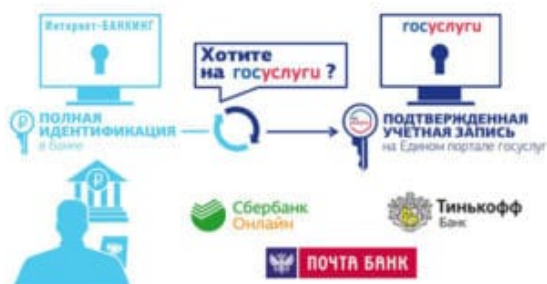 Интернет-БАНКИНГ
госуслуги
Хотите
на госуслуги ?
ПОЛНАЯ
ИДЕНТИФИКАЦИЯ
в Банке
ПОДТВЕРЖДЕННАЯ
УЧЕТНАЯ ЗАПИСЬ
на Едином портале госуслуг
Сбербанк
Онлайн
Тинькофф
Банк
ПОЧТА БАНК